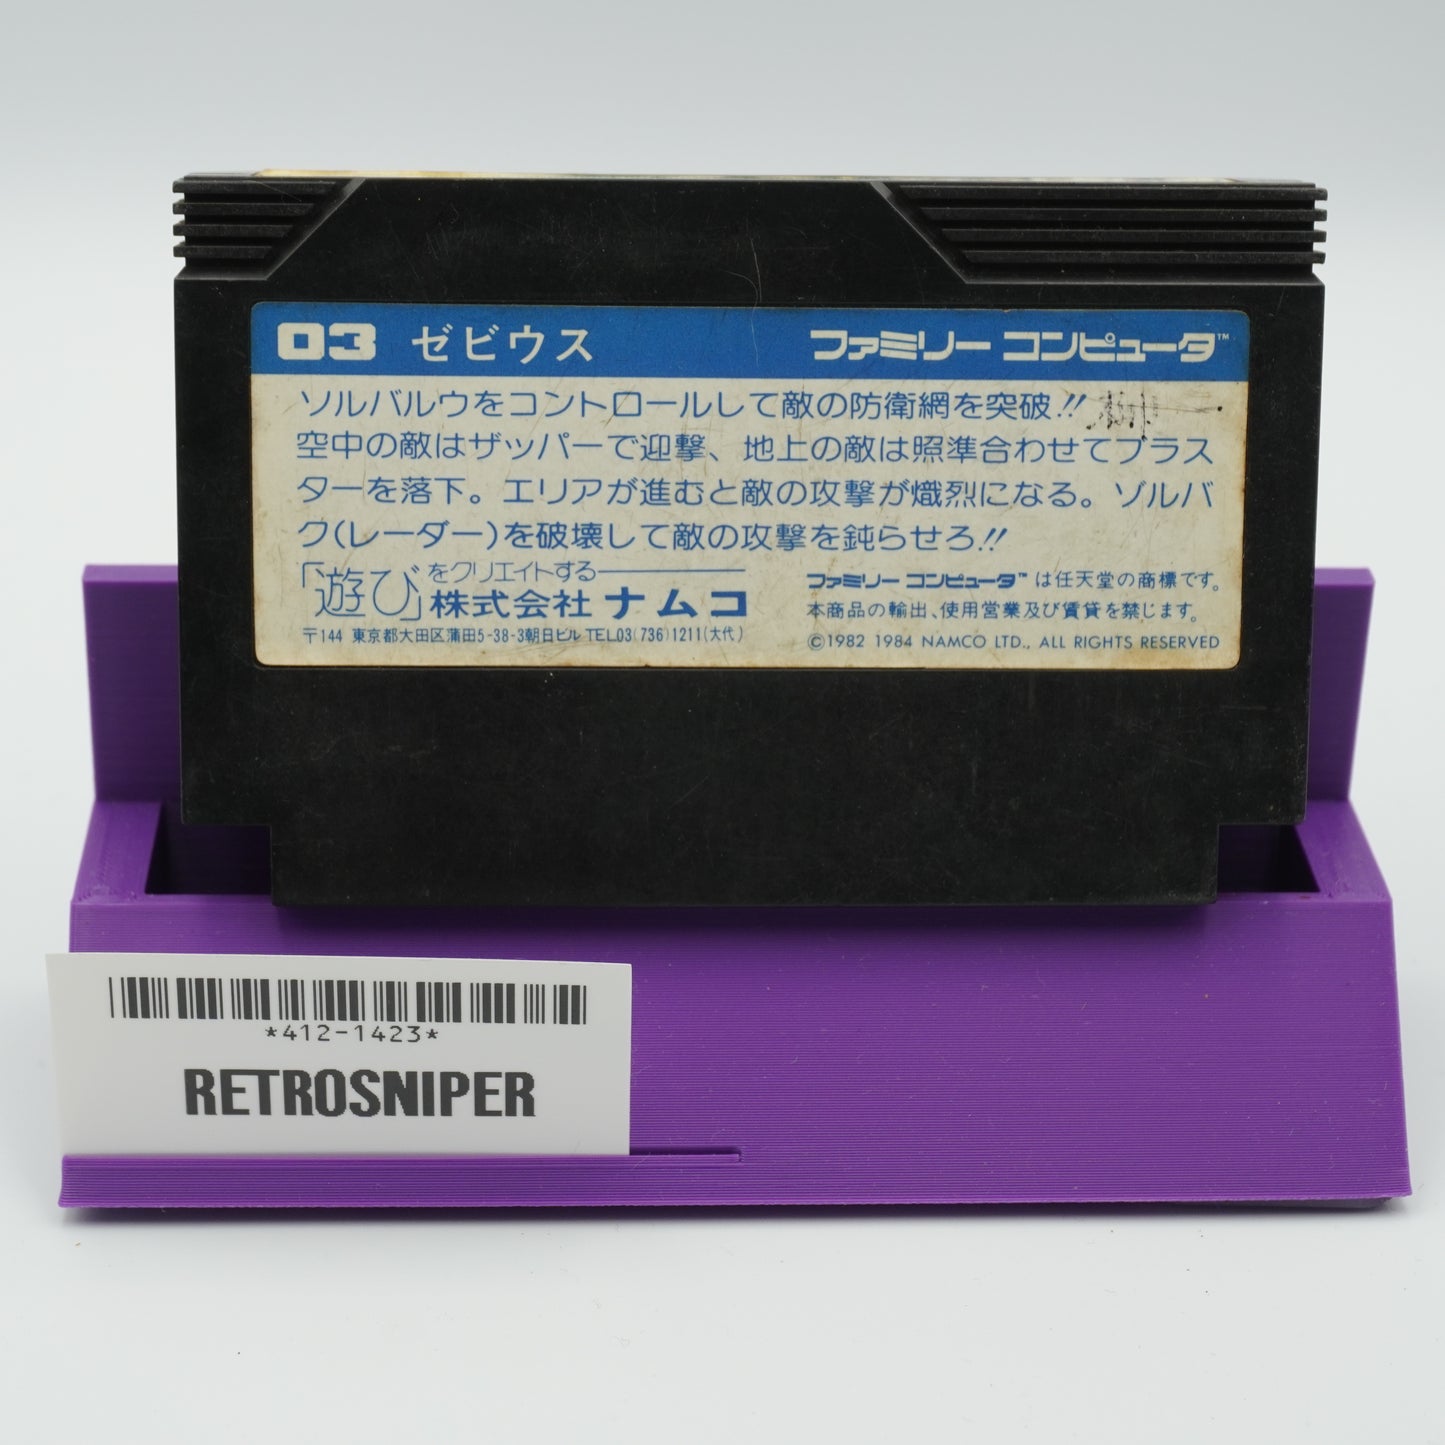 03 ゼビウス ファミリー コンピュータ™
ソルバルウをコントロールして敵の防衛網を突破!!
空中の敵はザッパーで迎撃、地上の敵は照準合わせてブラス
ターを落下。エリアが進むと敵の攻撃が熾烈になる。ゾルバ
ク(レーダー)を破壊して敵の攻撃を鈍らせろ!!
「遊び」をクリエイトする
株式会社 ナムコ
〒144 東京都大田区蒲田5-38-3朝日ビル TEL03(736)1211(大代)
ファミリー コンピュータ™ は任天堂の商標です。
本商品の輸出、使用営業及び賃貸を禁じます。
©1982 1984 NAMCO LTD., ALL RIGHTS RESERVED
*412-1423*
RETROSNIPER